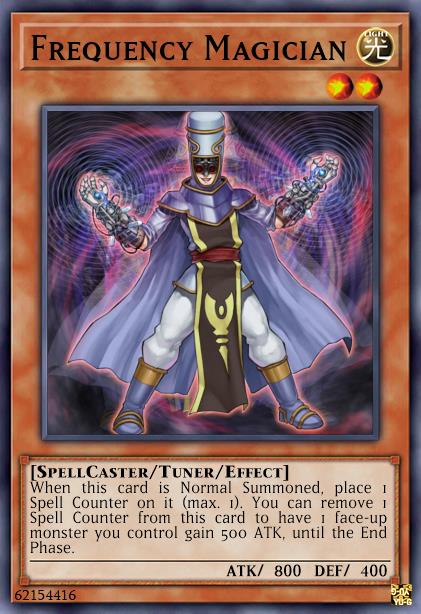 FREQUENCY MAGICIAN
LIGHT
光
[SPELLCASTER/TUNER/EFFECT]
When this card is Normal Summoned, place 1
Spell Counter on it (max. 1). You can remove 1
Spell Counter from this card to have 1 face-up
monster you control gain 500 ATK, until the End
Phase.
ATK/ 800 DEF/ 400
62154416